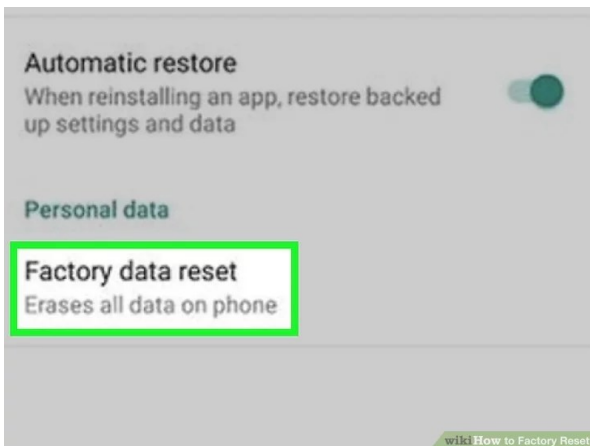 Automatic restore
When reinstalling an app, restore backed
up settings and data
Personal data
Factory data reset
Erases all data on phone
wikiHow to Factory Reset